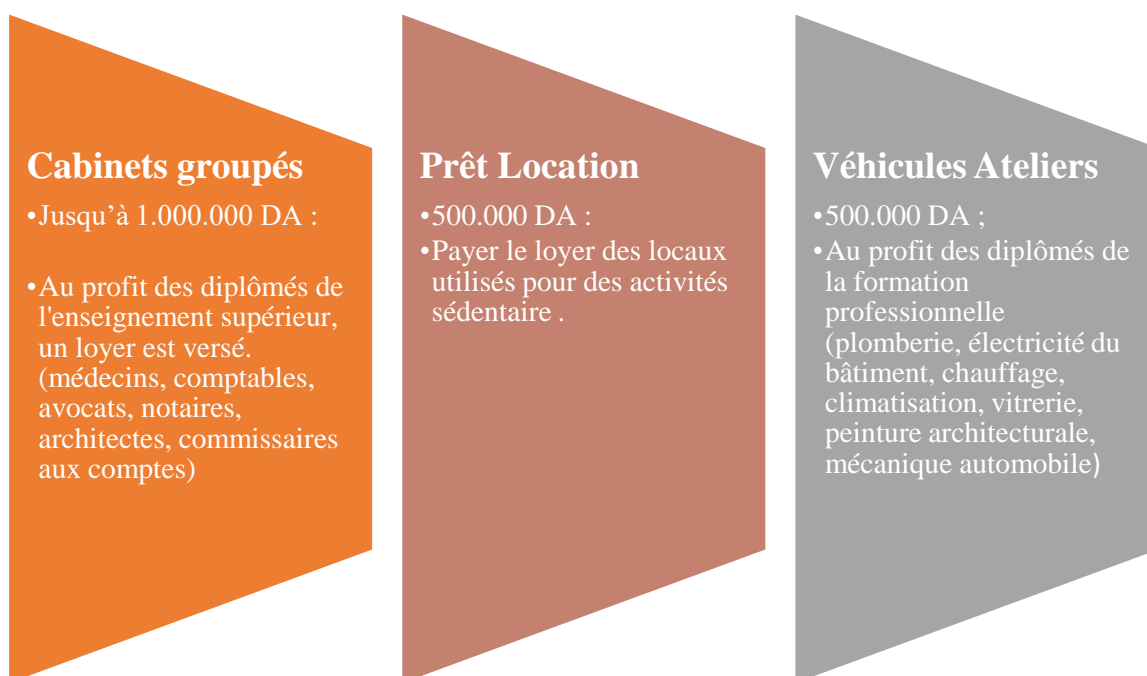 Cabinets groupés
•Jusqu’à 1.000.000 DA :
•Au profit des diplômés de
l'enseignement supérieur,
un loyer est versé.
(médecins, comptables,
avocats, notaires,
architectes, commissaires
aux comptes)
Prêt Location
•500.000 DA :
•Payer le loyer des locaux
utilisés pour des activités
sédentaire .
Véhicules Ateliers
•500.000 DA ;
•Au profit des diplômés de
la formation
professionnelle
(plomberie, électricité du
bâtiment, chauffage,
climatisation, vitrerie,
peinture architecturale,
mécanique automobile)